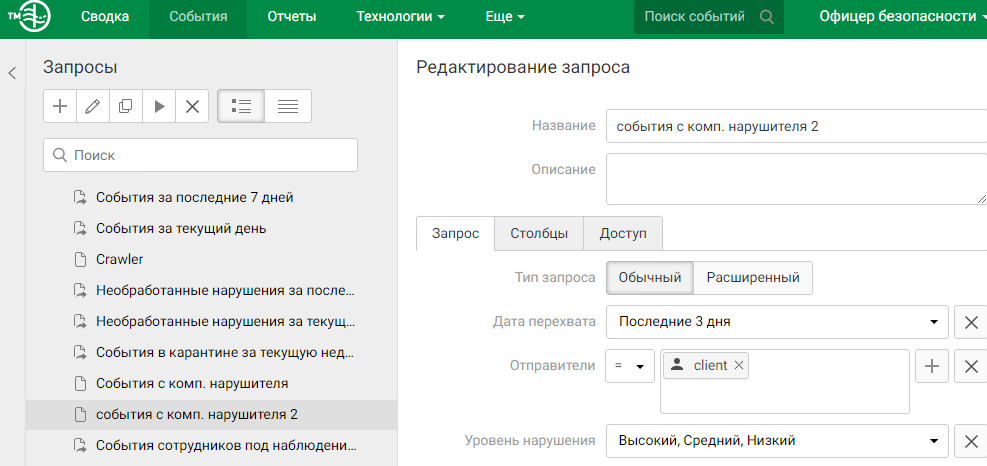 TM Сводка События Отчеты Технологии Еще Поиск событий Офицер безопасности
Запросы
Поиск
События за последние 7 дней
События за текущий день
Crawler
Необработанные нарушения за после...
Необработанные нарушения за текущ...
События в карантине за текущую нед...
События с комп. нарушителя
события с комп. нарушителя 2
События сотрудников под наблюдени...
Редактирование запроса
Название события с комп. нарушителя 2
Описание
Запрос Столбцы Доступ
Тип запроса Обычный Расширенный
Дата перехвата Последние 3 дня
Отправители = client
Уровень нарушения Высокий, Средний, Низкий